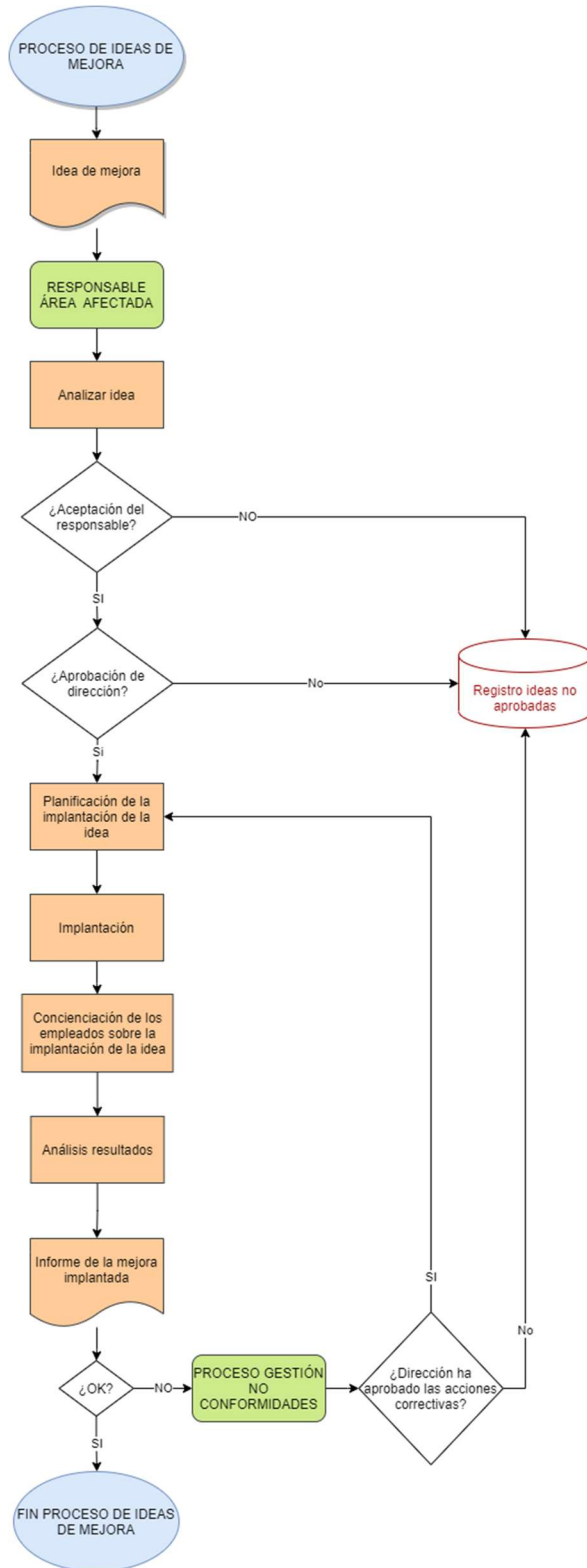 PROCESO DE IDEAS DE
MEJORA
Idea de mejora
RESPONSABLE
ÁREA AFECTADA
Analizar idea
¿Aceptación del
responsable?
NO
SI
¿Aprobación de
dirección?
No
Registro ideas no
aprobadas
Si
Planificación de la
implantación de la
idea
Implantación
Concienciación de los
empleados sobre la
implantación de la idea
Análisis resultados
Informe de la mejora
implantada
SI
No
¿OK?
NO
PROCESO GESTIÓN
NO
CONFORMIDADES
¿Dirección ha
aprobado las acciones
correctivas?
SI
FIN PROCESO DE IDEAS
DE MEJORA